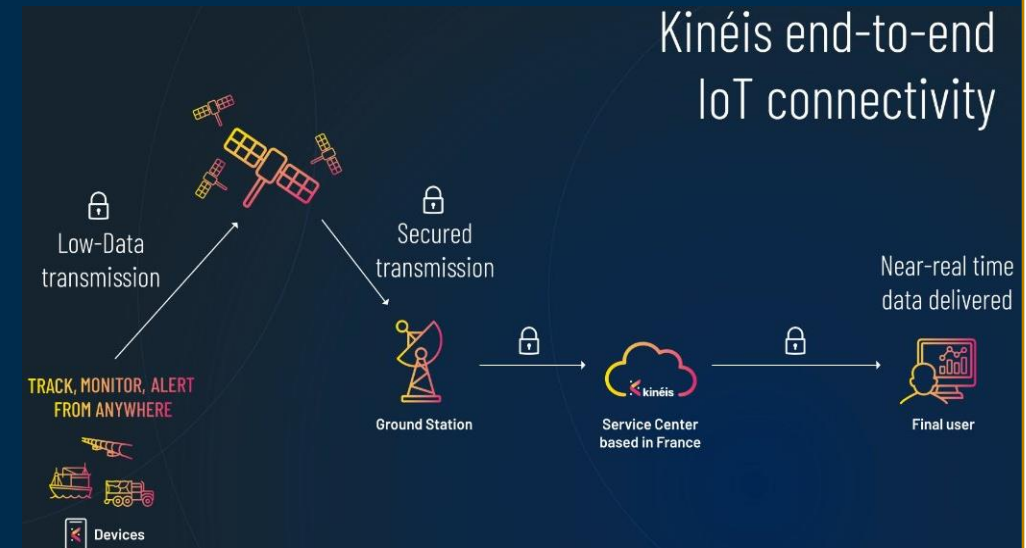 Kinéis end-to-end
IoT connectivity
Low-Data
transmission
Secured
transmission
Near-real time
data delivered
TRACK, MONITOR, ALERT
FROM ANYWHERE
Ground Station
kinéis
Service Center
based in France
Final user
Devices